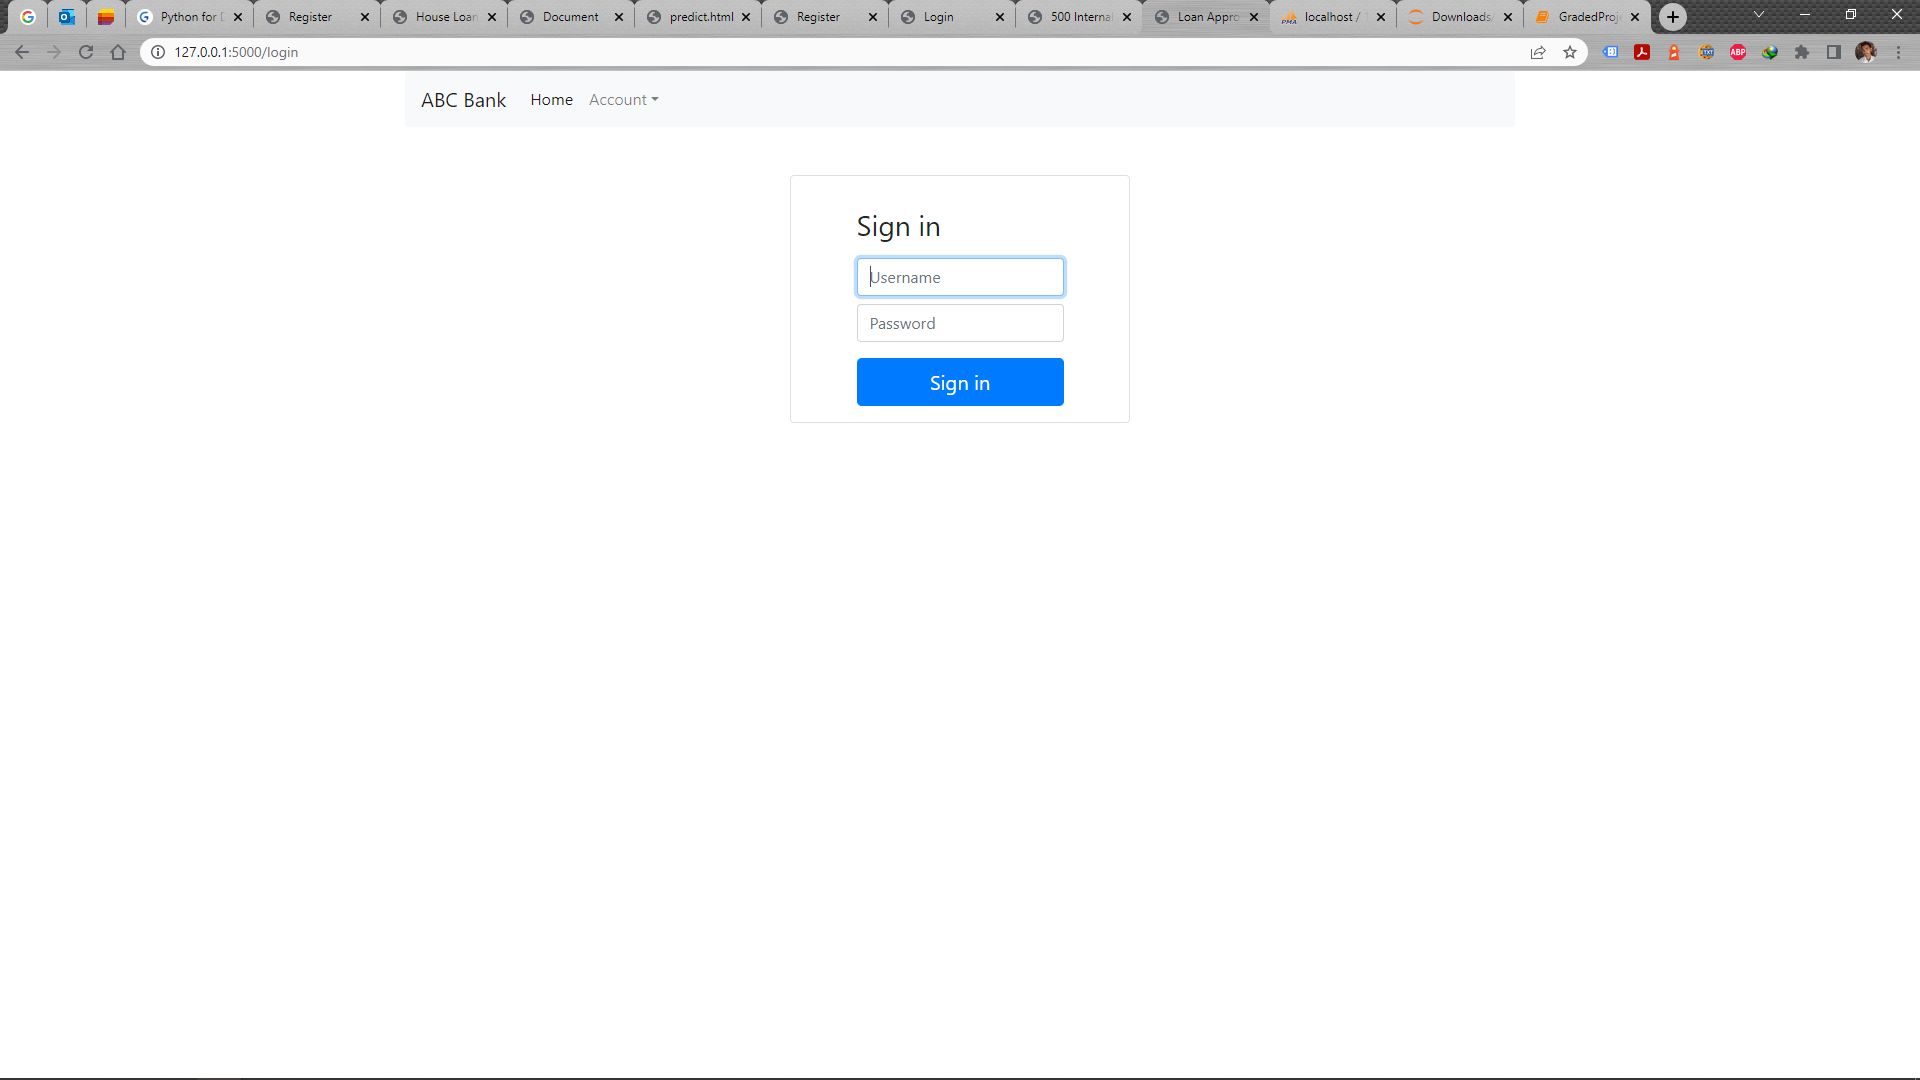 Python for D
Register
House Loan
Document
predict.html
Register
Login
500 Internal
Loan Appro
localhost /
Downloads/
GradedProj
127.0.0.1:5000/login
ABC Bank Home Account
Sign in
Username
Password
Sign in